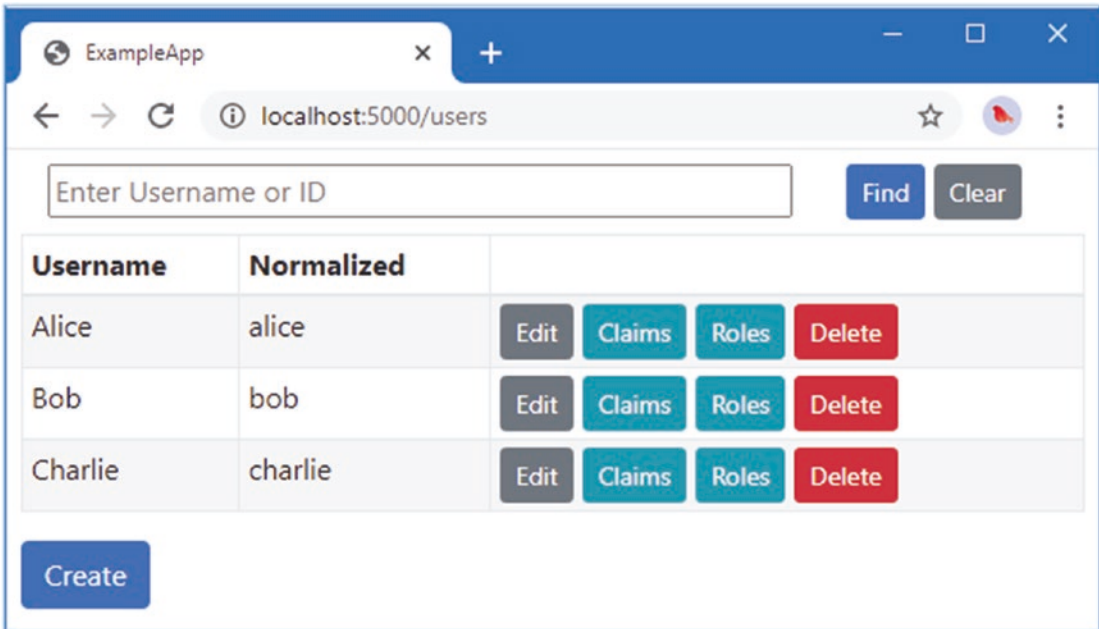 ExampleApp
localhost:5000/users
Enter Username or ID Find Clear
Username Normalized
Alice alice Edit Claims Roles Delete
Bob bob Edit Claims Roles Delete
Charlie charlie Edit Claims Roles Delete
Create